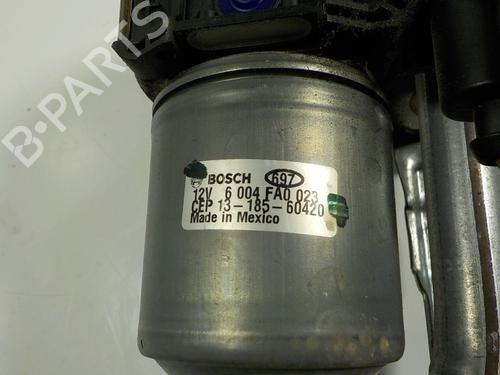 B-PARTS
BOSCH 697
12V 6 004 FA0 023
CEP 13-185-60420
Made in Mexico